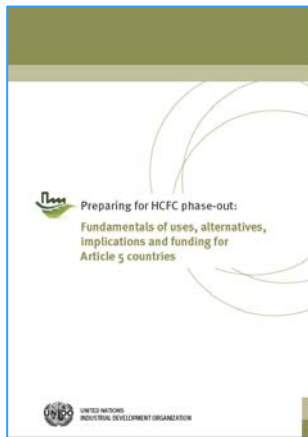 Preparing for HCFC phase-out:
Fundamentals of uses, alternatives,
implications and funding for
Article 5 countries
UNITED NATIONS
INDUSTRIAL DEVELOPMENT ORGANIZATION